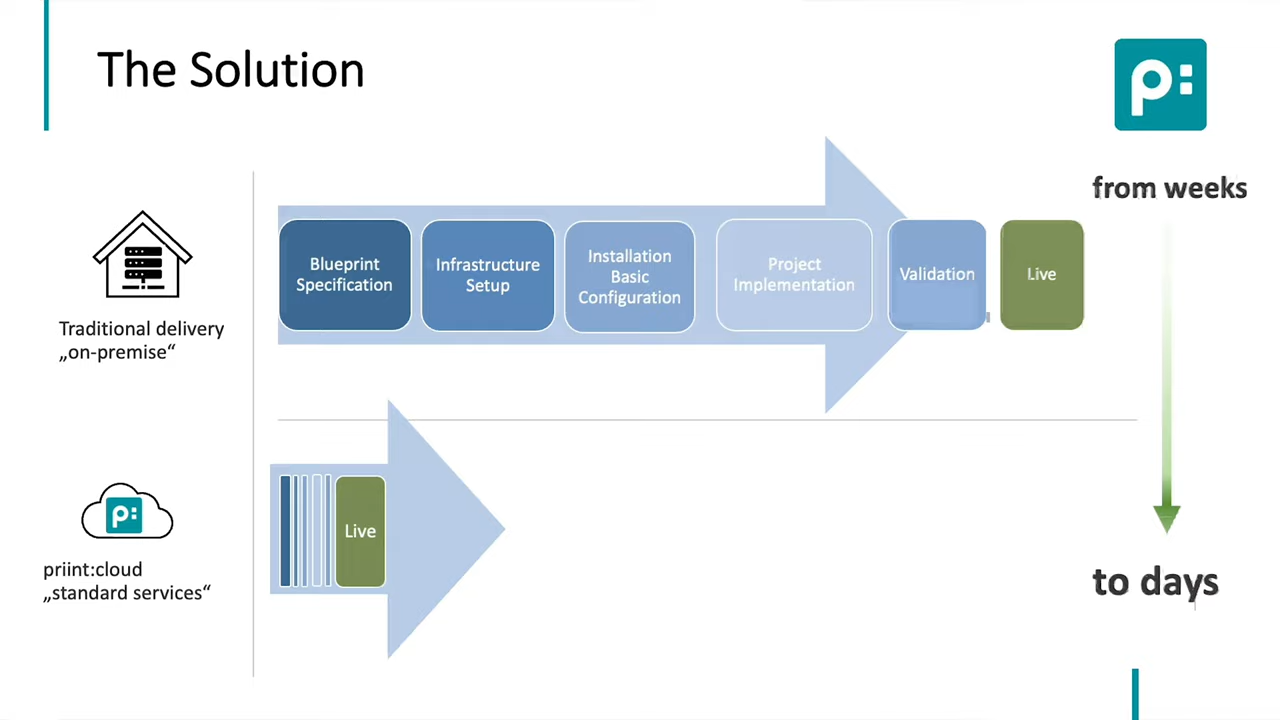 The Solution
p:
from weeks
Blueprint
Specification
Infrastructure
Setup
Installation
Basic
Configuration
Project
Implementation
Validation
Live
Traditional delivery
„on-premise“
Live
p:
priint:cloud
„standard services“
to days